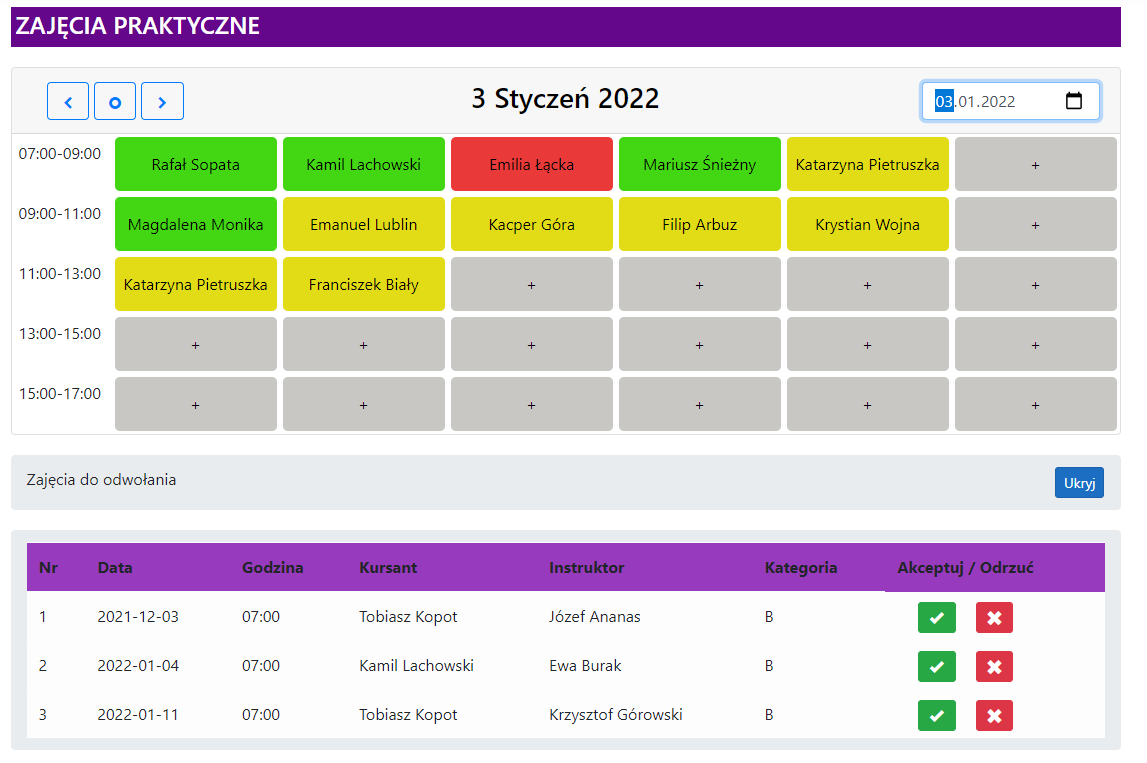 ZAJĘCIA PRAKTYCZNE
3 Styczeń 2022 03.01.2022
07:00-09:00 Rafał Sopata Kamil Lachowski Emilia Łącka Mariusz Śnieżny Katarzyna Pietruszka +
09:00-11:00 Magdalena Monika Emanuel Lublin Kacper Góra Filip Arbuz Krystian Wojna +
11:00-13:00 Katarzyna Pietruszka Franciszek Biały + + + +
13:00-15:00 + + + + + +
15:00-17:00 + + + + + +
Zajęcia do odwołania Ukryj
Nr Data Godzina Kursant Instruktor Kategoria Akceptuj / Odrzuć
1 2021-12-03 07:00 Tobiasz Kopot Józef Ananas B
2 2022-01-04 07:00 Kamil Lachowski Ewa Burak B
3 2022-01-11 07:00 Tobiasz Kopot Krzysztof Górowski B